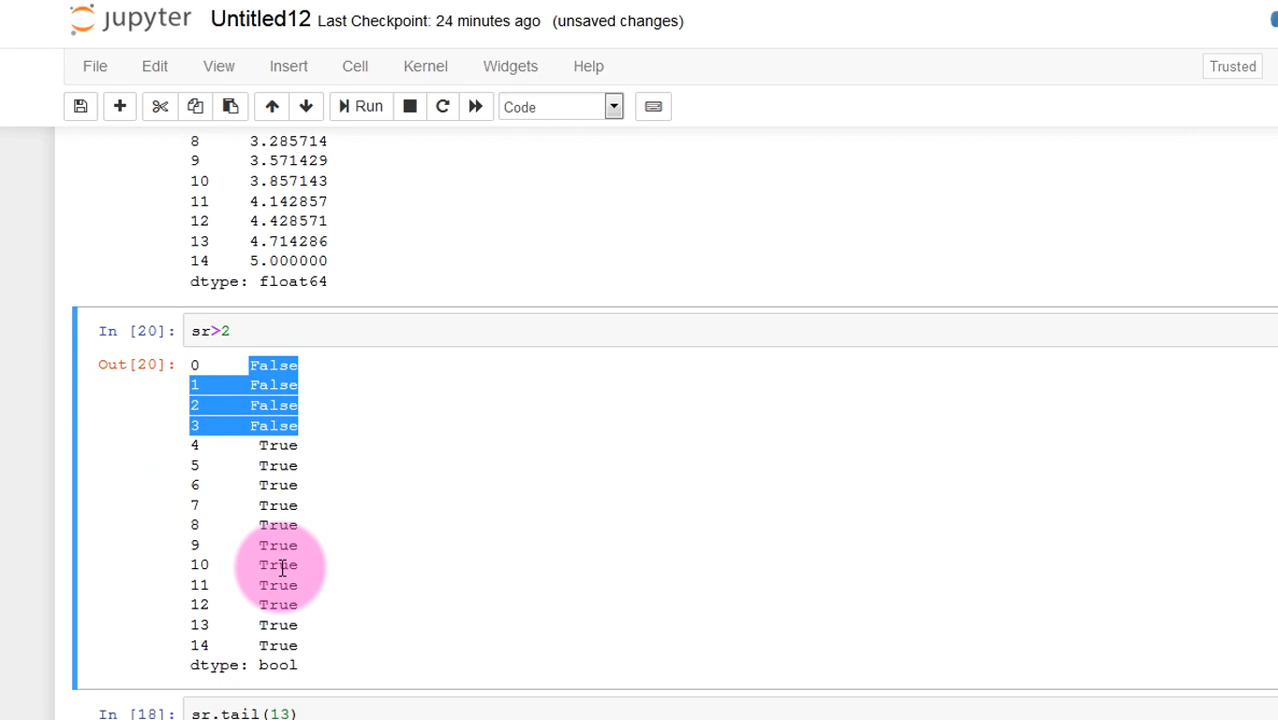 jupyter Untitled12 Last Checkpoint: 24 minutes ago (unsaved changes)
File Edit View Insert Cell Kernel Widgets Help Trusted
Run Code
8 3.285714
9 3.571429
10 3.857143
11 4.142857
12 4.428571
13 4.714286
14 5.000000
dtype: float64
In [20]: sr>2
Out[20]: 0 False
1 False
2 False
3 False
4 True
5 True
6 True
7 True
8 True
9 True
10 True
11 True
12 True
13 True
14 True
dtype: bool
In [18]: sr.tail(13)